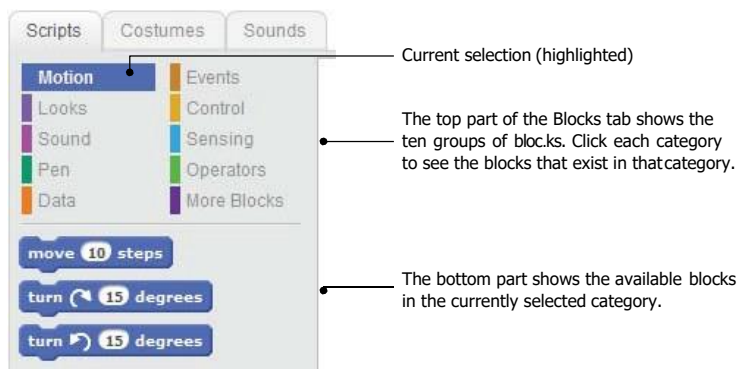 Scripts Costumes Sounds
Motion
Looks
Sound
Pen
Data
Events
Control
Sensing
Operators
More Blocks
move 10 steps
turn 15 degrees
turn 15 degrees
Current selection (highlighted)
The top part of the Blocks tab shows the
ten groups of bloc.ks. Click each category
to see the blocks that exist in thatcategory.
The bottom part shows the available blocks
in the currently selected category.